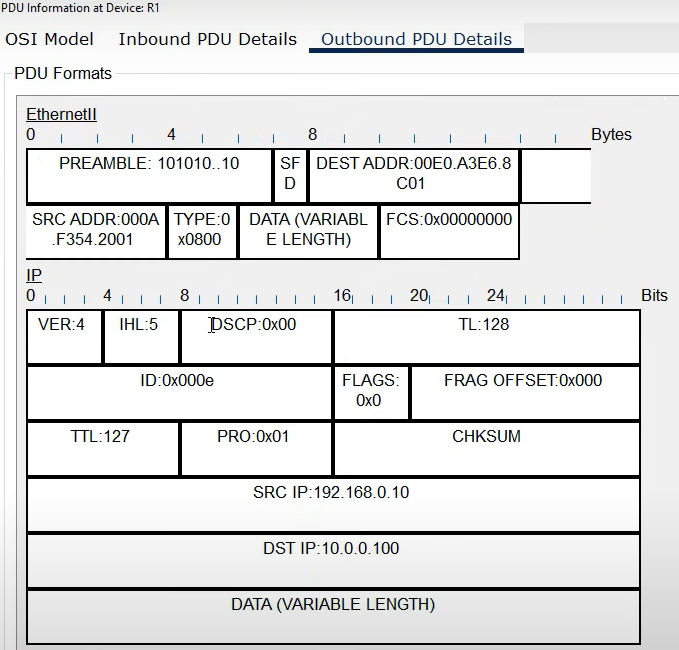 PDU Information at Device: R1
OSI Model Inbound PDU Details Outbound PDU Details
PDU Formats
EthernetII
0 4 8 Bytes
PREAMBLE: 101010..10 SF DEST ADDR:00E0.A3E6.8
D C01
SRC ADDR:000A TYPE:0 DATA (VARIABL FCS:0x00000000
.F354.2001 x0800 E LENGTH)
IP
0 4 8 16 20 24 Bits
VER:4 IHL:5 DSCP:0x00 TL:128
ID:0x000e FLAGS: FRAG OFFSET:0x000
0x0
TTL:127 PRO:0x01 CHKSUM
SRC IP:192.168.0.10
DST IP:10.0.0.100
DATA (VARIABLE LENGTH)